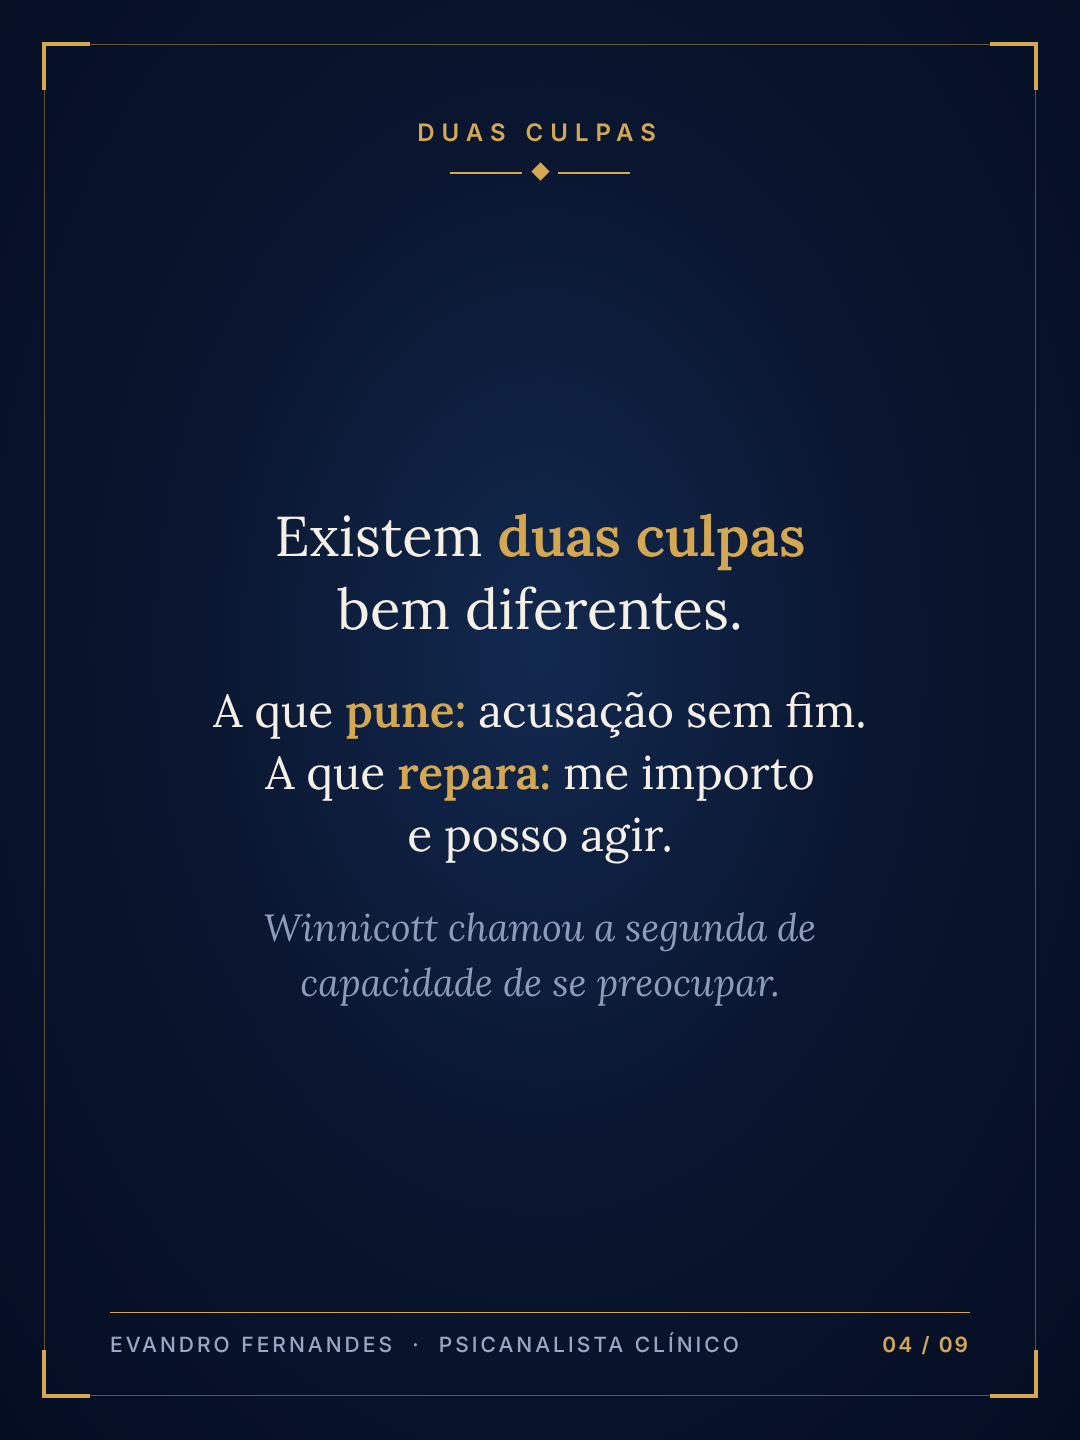 DUAS CULPAS
Existem duas culpas
bem diferentes.
A que pune: acusação sem fim.
A que repara: me importo
e posso agir.
Winnicott chamou a segunda de
capacidade de se preocupar.
EVANDRO FERNANDES · PSICANALISTA CLÍNICO 04 / 09